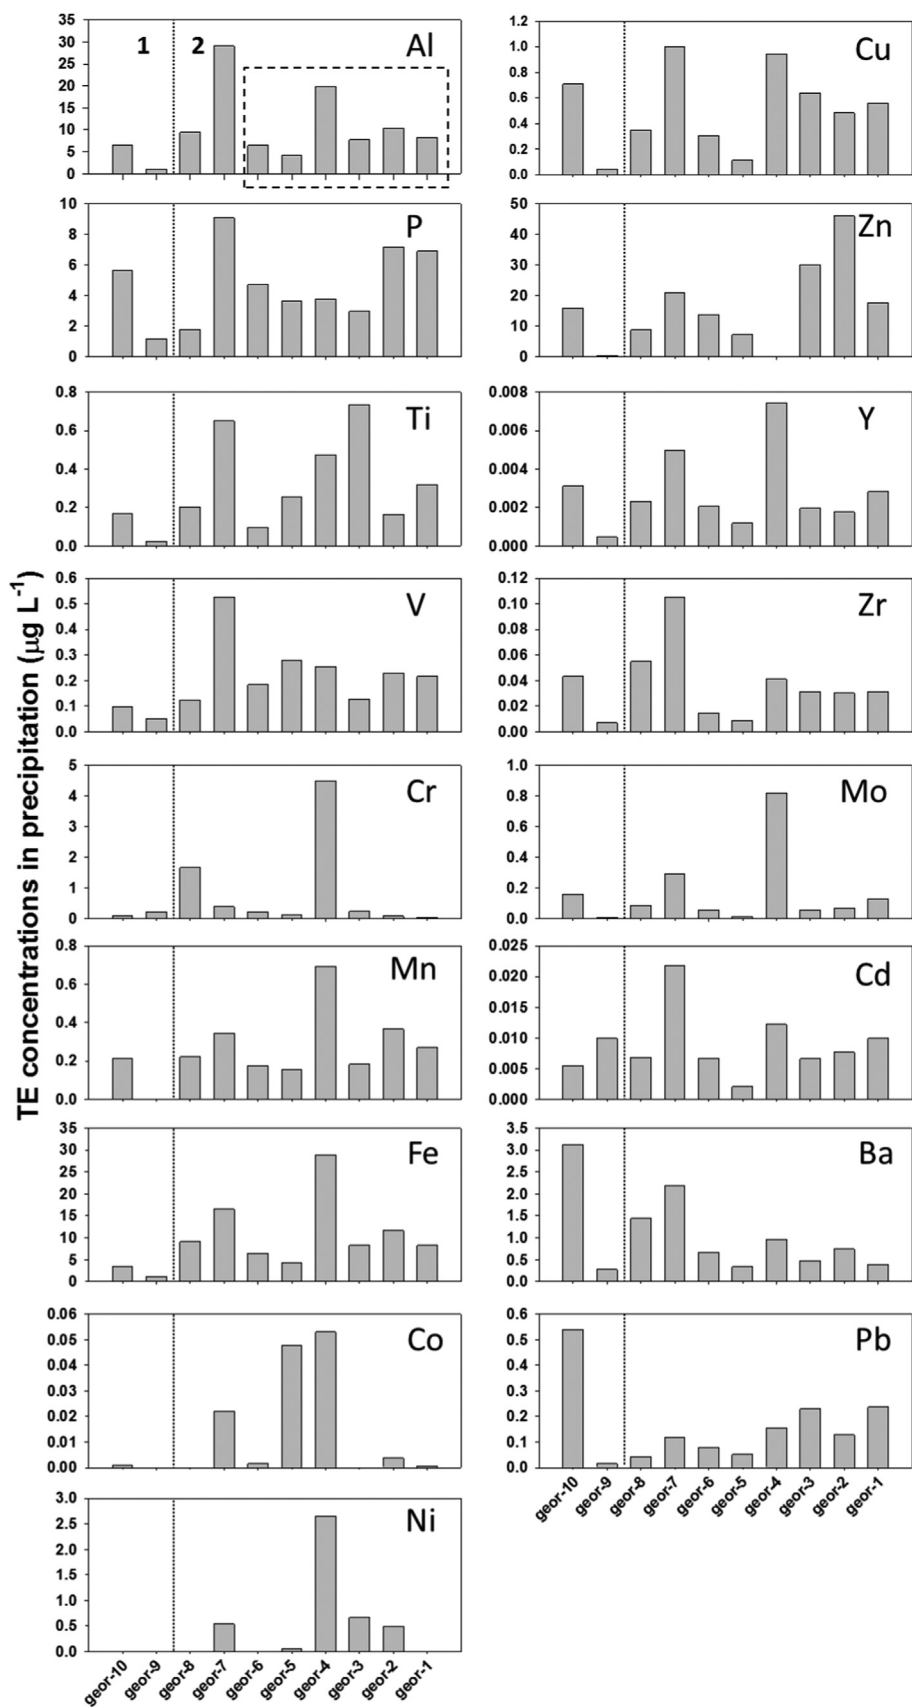 TE concentrations in precipitation (µg L⁻¹)
35
30
25
20
15
10
5
0
1
2
Al
10
8
6
4
2
0
P
0.8
0.6
0.4
0.2
0.0
Ti
0.6
0.5
0.4
0.3
0.2
0.1
0.0
V
5
4
3
2
1
0
Cr
0.8
0.6
0.4
0.2
0.0
Mn
35
30
25
20
15
10
5
0
Fe
0.06
0.05
0.04
0.03
0.02
0.01
0.00
Co
3.0
2.5
2.0
1.5
1.0
0.5
0.0
Ni
geor-10
geor-9
geor-8
geor-7
geor-6
geor-5
geor-4
geor-3
geor-2
geor-1
1.2
1.0
0.8
0.6
0.4
0.2
0.0
Cu
50
40
30
20
10
0
Zn
0.008
0.006
0.004
0.002
0.000
Y
0.12
0.10
0.08
0.06
0.04
0.02
0.00
Zr
1.0
0.8
0.6
0.4
0.2
0.0
Mo
0.025
0.020
0.015
0.010
0.005
0.000
Cd
3.5
3.0
2.5
2.0
1.5
1.0
0.5
0.0
Ba
0.6
0.5
0.4
0.3
0.2
0.1
0.0
Pb
geor-10
geor-9
geor-8
geor-7
geor-6
geor-5
geor-4
geor-3
geor-2
geor-1